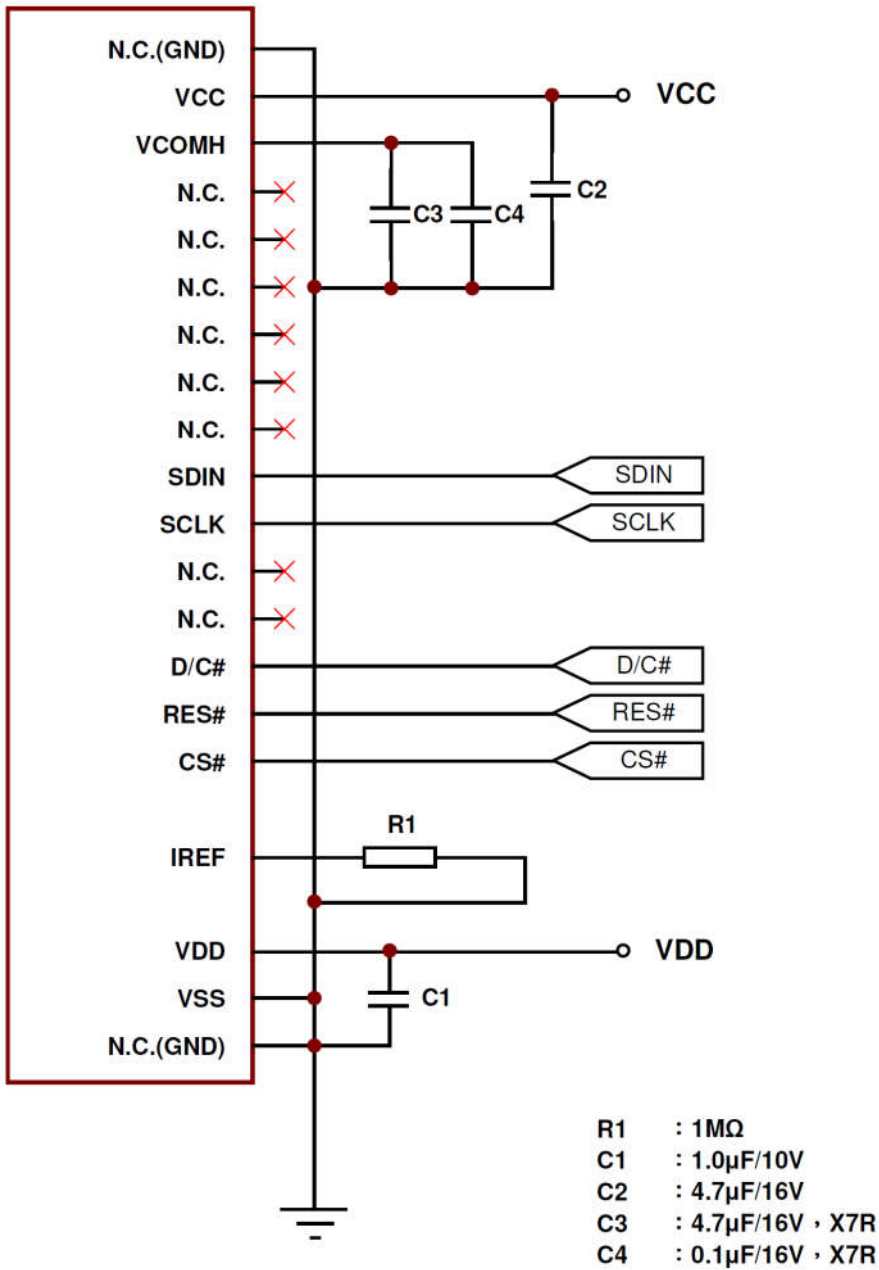 N.C.(GND)
VCC VCC
VCOMH
N.C. C2
C3 C4
N.C.
N.C.
N.C.
N.C.
N.C.
SDIN SDIN
SCLK SCLK
N.C.
N.C.
D/C# D/C#
RES# RES#
CS# CS#
R1
IREF
VDD VDD
VSS C1
N.C.(GND)
R1 : 1MΩ
C1 : 1.0μF/10V
C2 : 4.7μF/16V
C3 : 4.7μF/16V，X7R
C4 : 0.1μF/16V，X7R